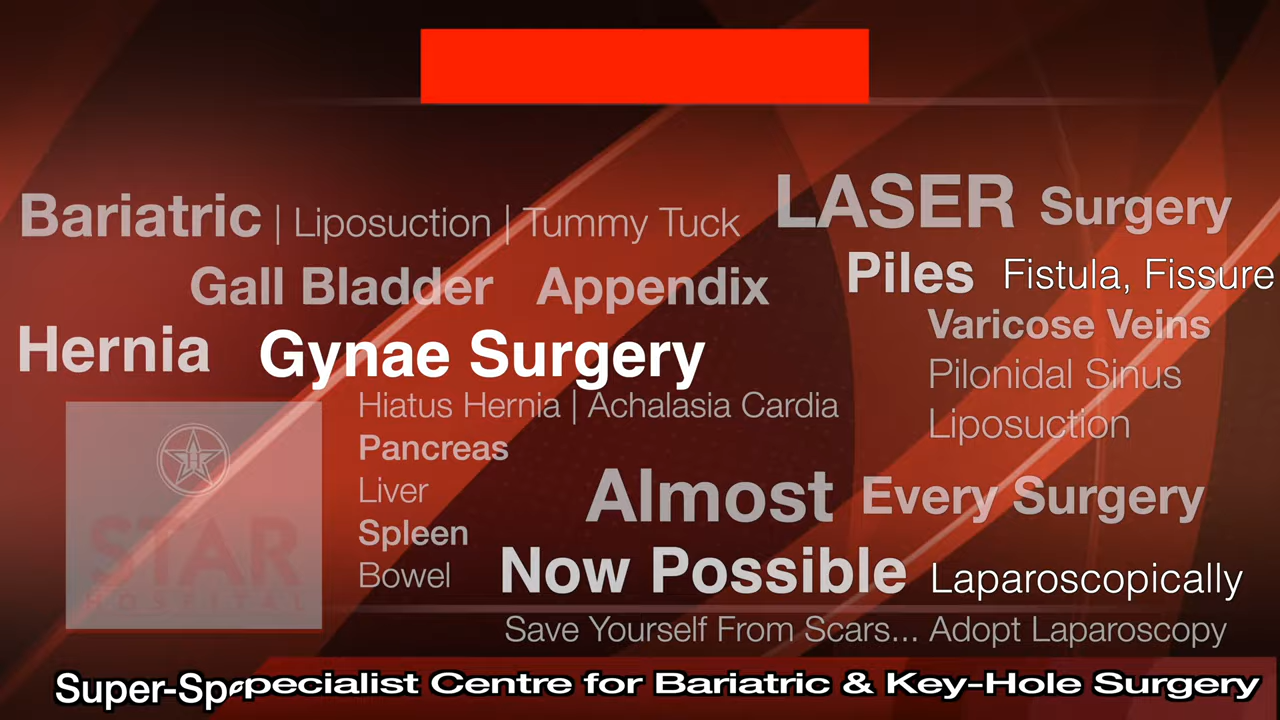 Bariatric | Liposuction | Tummy Tuck
LASER Surgery
Gall Bladder Appendix
Piles Fistula, Fissure
Varicose Veins
Hernia Gynae Surgery
Pilonidal Sinus
Hiatus Hernia | Achalasia Cardia
Liposuction
Pancreas
Liver
Spleen
Bowel
STAR
HOSPITAL
Almost Every Surgery
Now Possible Laparoscopically
Save Yourself From Scars... Adopt Laparoscopy
Super-Specialist Centre for Bariatric & Key-Hole Surgery